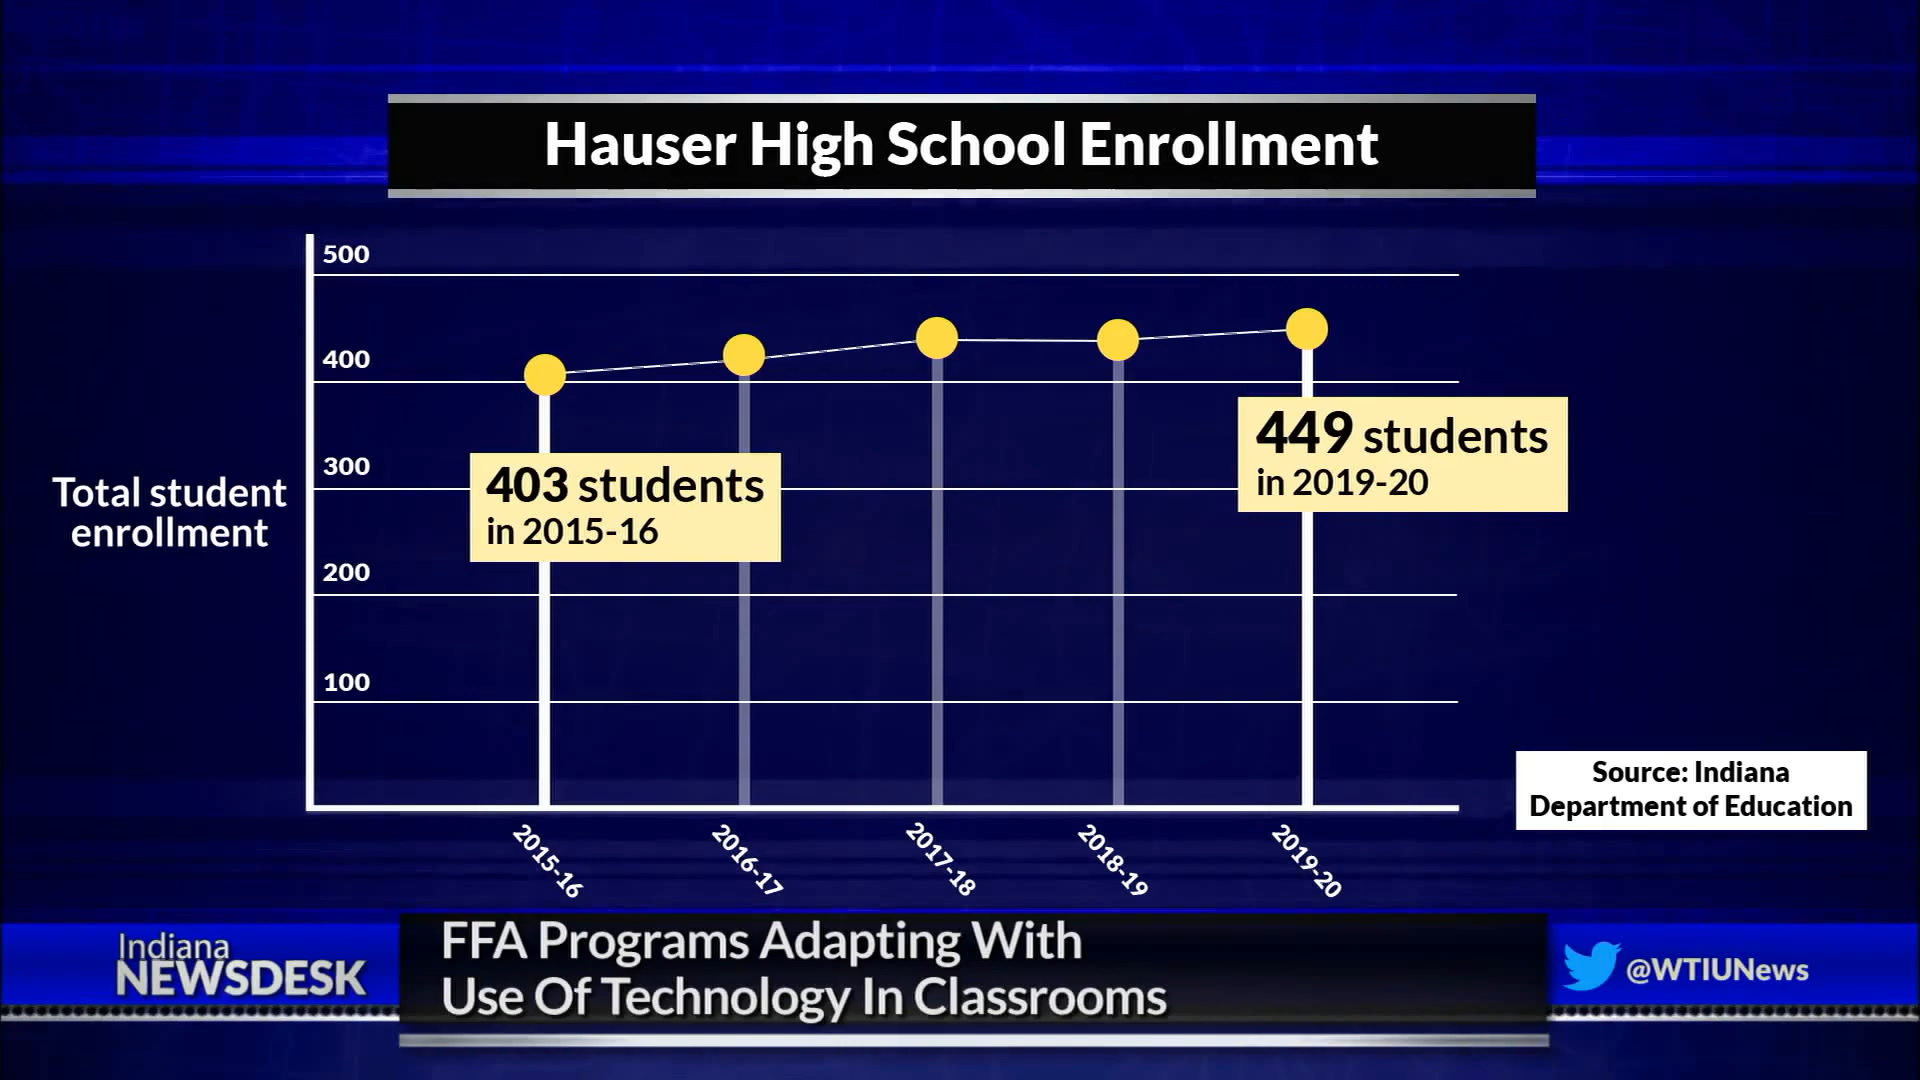 Hauser High School Enrollment
500
400
300
200
100
Total student
enrollment
403 students
in 2015-16
449 students
in 2019-20
2015-16
2016-17
2017-18
2018-19
2019-20
Source: Indiana
Department of Education
Indiana
NEWSDESK
FFA Programs Adapting With
Use Of Technology In Classrooms
@WTIUNews